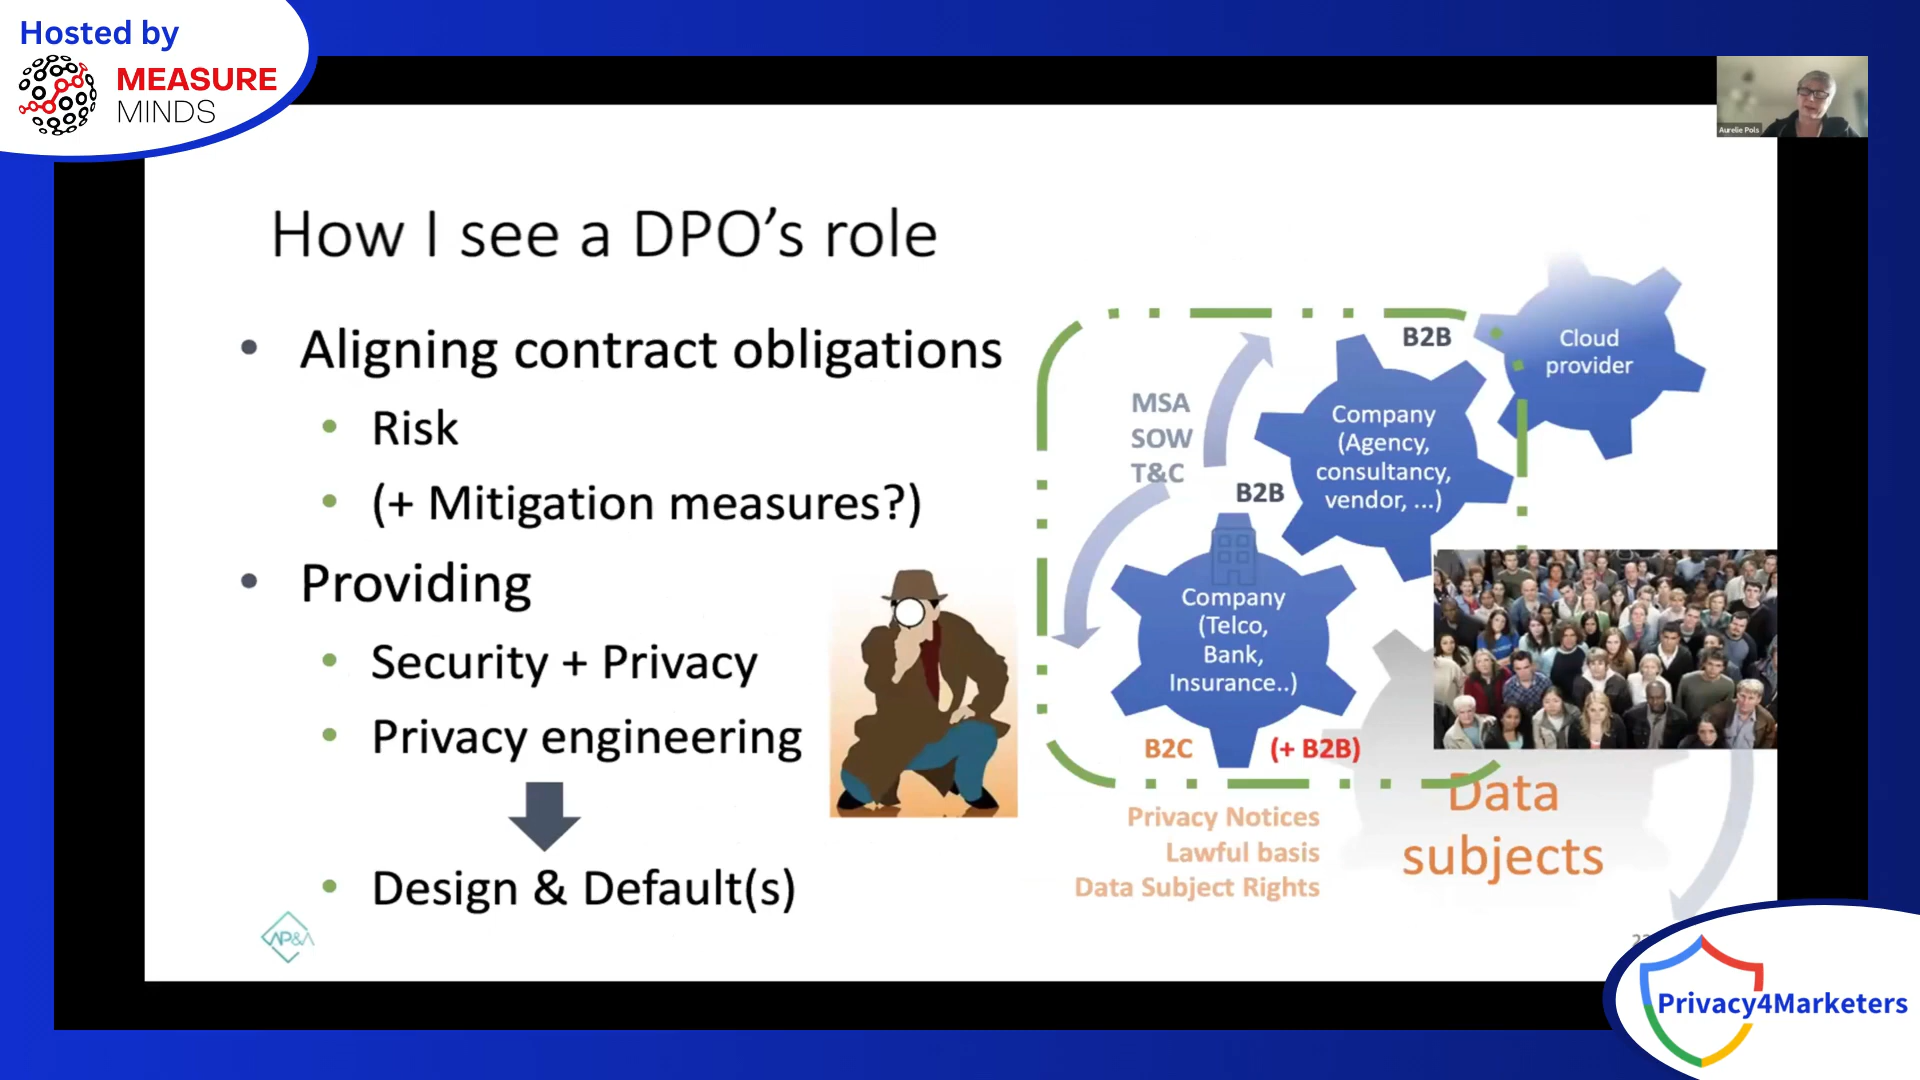 Hosted by
MEASURE
MINDS
Aurelie Pols
How I see a DPO's role
• Aligning contract obligations
• Risk
• (+ Mitigation measures?)
• Providing
• Security + Privacy
• Privacy engineering
• Design & Default(s)
AP&A
MSA
SOW
T&C
B2B
B2B
Cloud
provider
Company
(Agency,
consultancy,
vendor, ...)
Company
(Telco,
Bank,
Insurance..)
B2C
(+ B2B)
Privacy Notices
Lawful basis
Data Subject Rights
Data
subjects
Privacy4Marketers